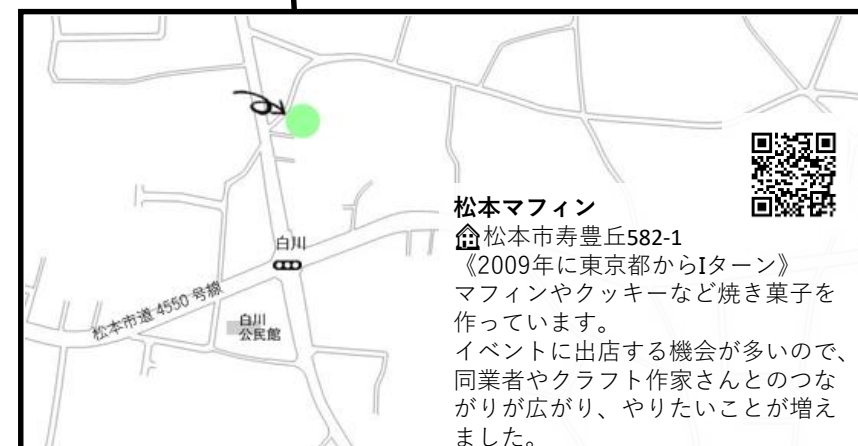 白川
松本市道 4550 号線
白川
公民館
松本マフィン
松本市寿豊丘582-1
《2009年に東京都からIターン》
マフィンやクッキーなど焼き菓子を
作っています。
イベントに出店する機会が多いので、
同業者やクラフト作家さんとのつな
がりが広がり、やりたいことが増え
ました。